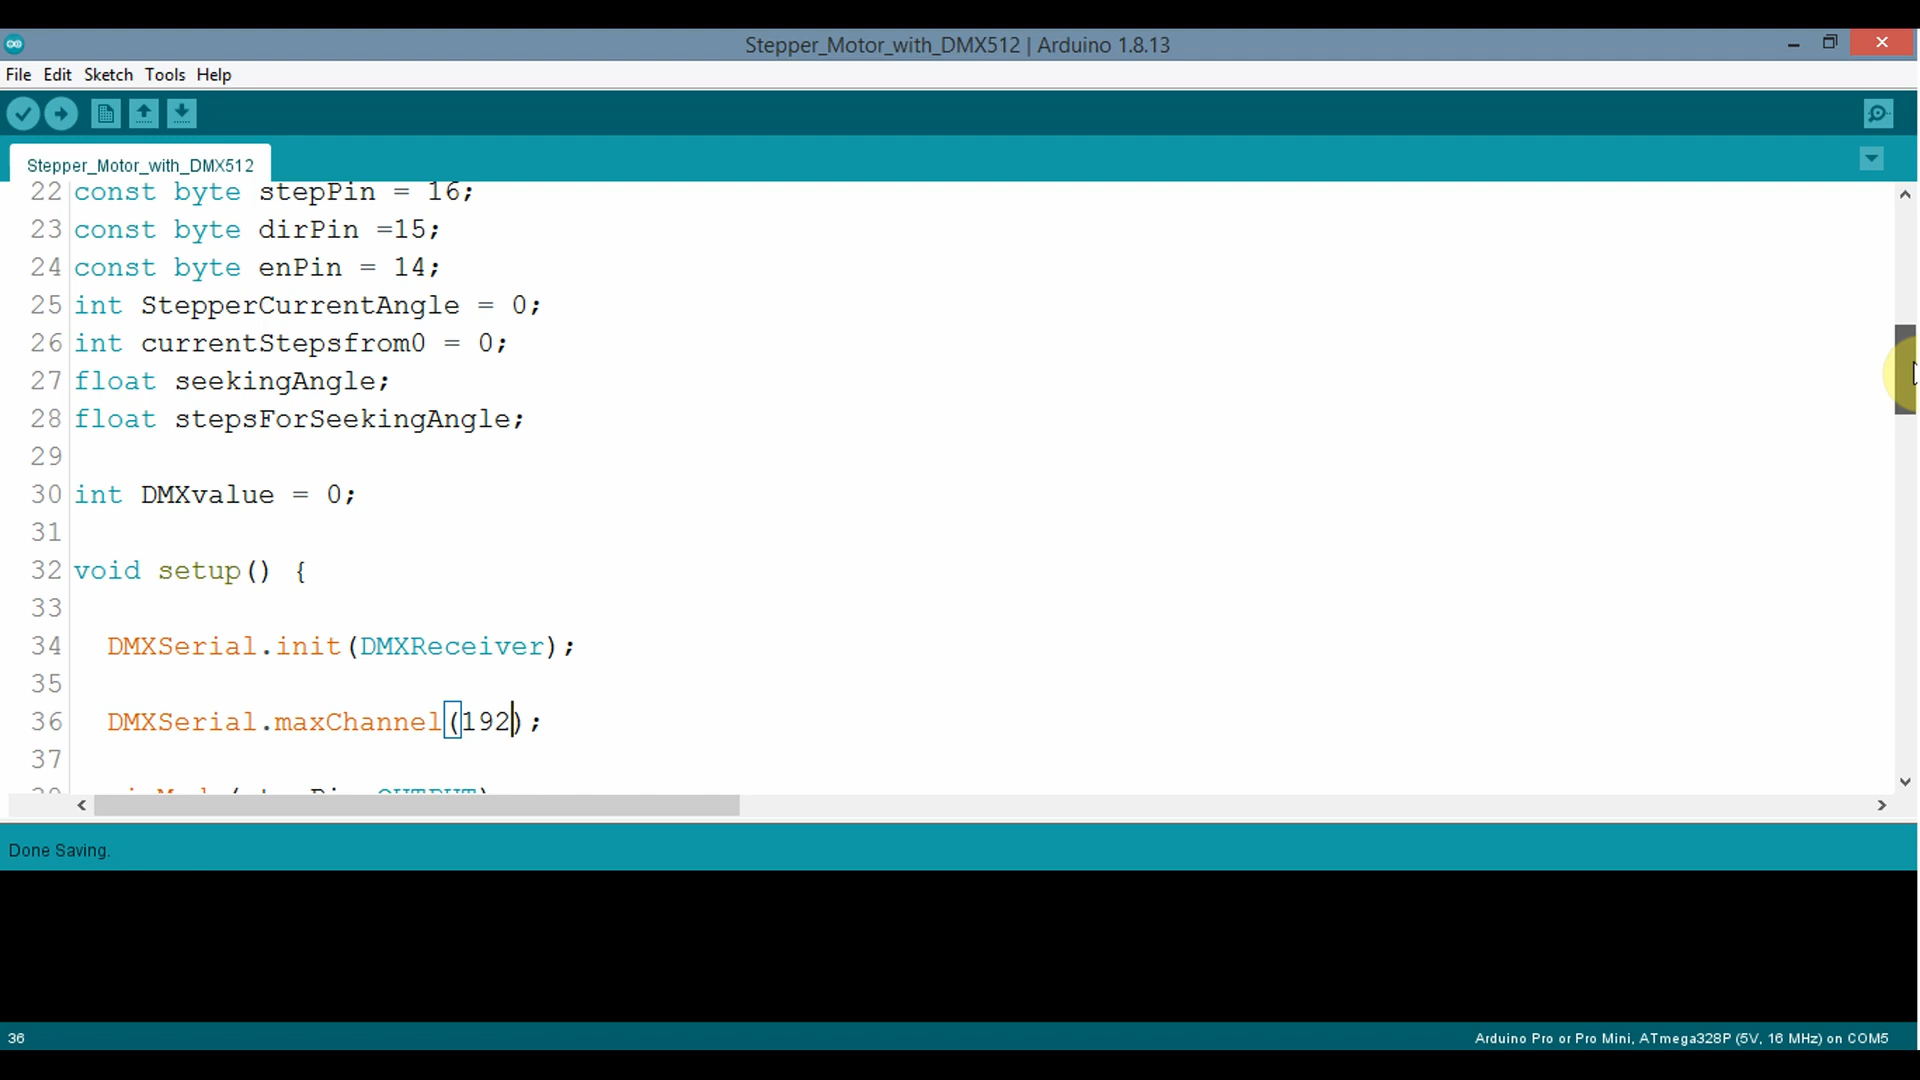 Stepper_Motor_with_DMX512 | Arduino 1.8.13
File Edit Sketch Tools Help
Stepper_Motor_with_DMX512
22 const byte stepPin = 16;
23 const byte dirPin =15;
24 const byte enPin = 14;
25 int StepperCurrentAngle = 0;
26 int currentStepsfrom0 = 0;
27 float seekingAngle;
28 float stepsForSeekingAngle;
29
30 int DMXvalue = 0;
31
32 void setup() {
33
34 DMXSerial.init(DMXReceiver);
35
36 DMXSerial.maxChannel(192);
37
Done Saving.
36
Arduino Pro or Pro Mini, ATmega328P (5V, 16 MHz) on COM5